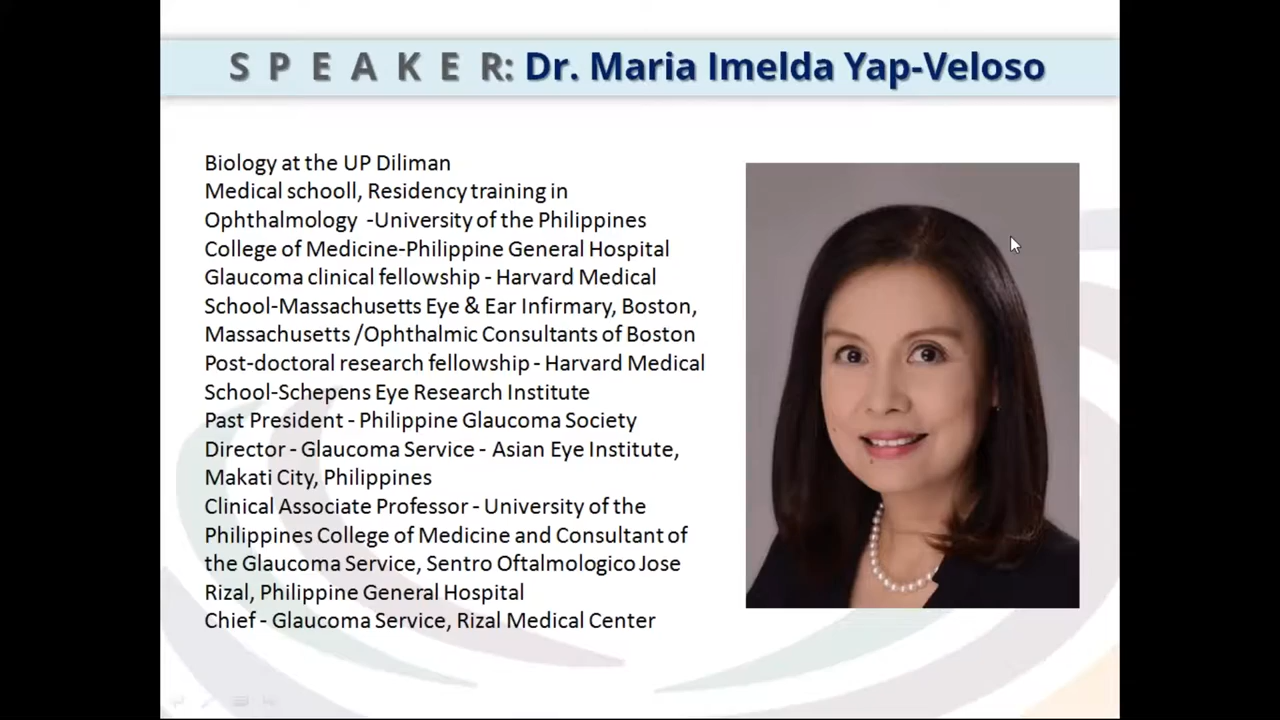 S P E A K E R: Dr. Maria Imelda Yap-Veloso
Biology at the UP Diliman
Medical schooll, Residency training in
Ophthalmology -University of the Philippines
College of Medicine-Philippine General Hospital
Glaucoma clinical fellowship - Harvard Medical
School-Massachusetts Eye & Ear Infirmary, Boston,
Massachusetts /Ophthalmic Consultants of Boston
Post-doctoral research fellowship - Harvard Medical
School-Schepens Eye Research Institute
Past President - Philippine Glaucoma Society
Director - Glaucoma Service - Asian Eye Institute,
Makati City, Philippines
Clinical Associate Professor - University of the
Philippines College of Medicine and Consultant of
the Glaucoma Service, Sentro Oftalmologico Jose
Rizal, Philippine General Hospital
Chief - Glaucoma Service, Rizal Medical Center